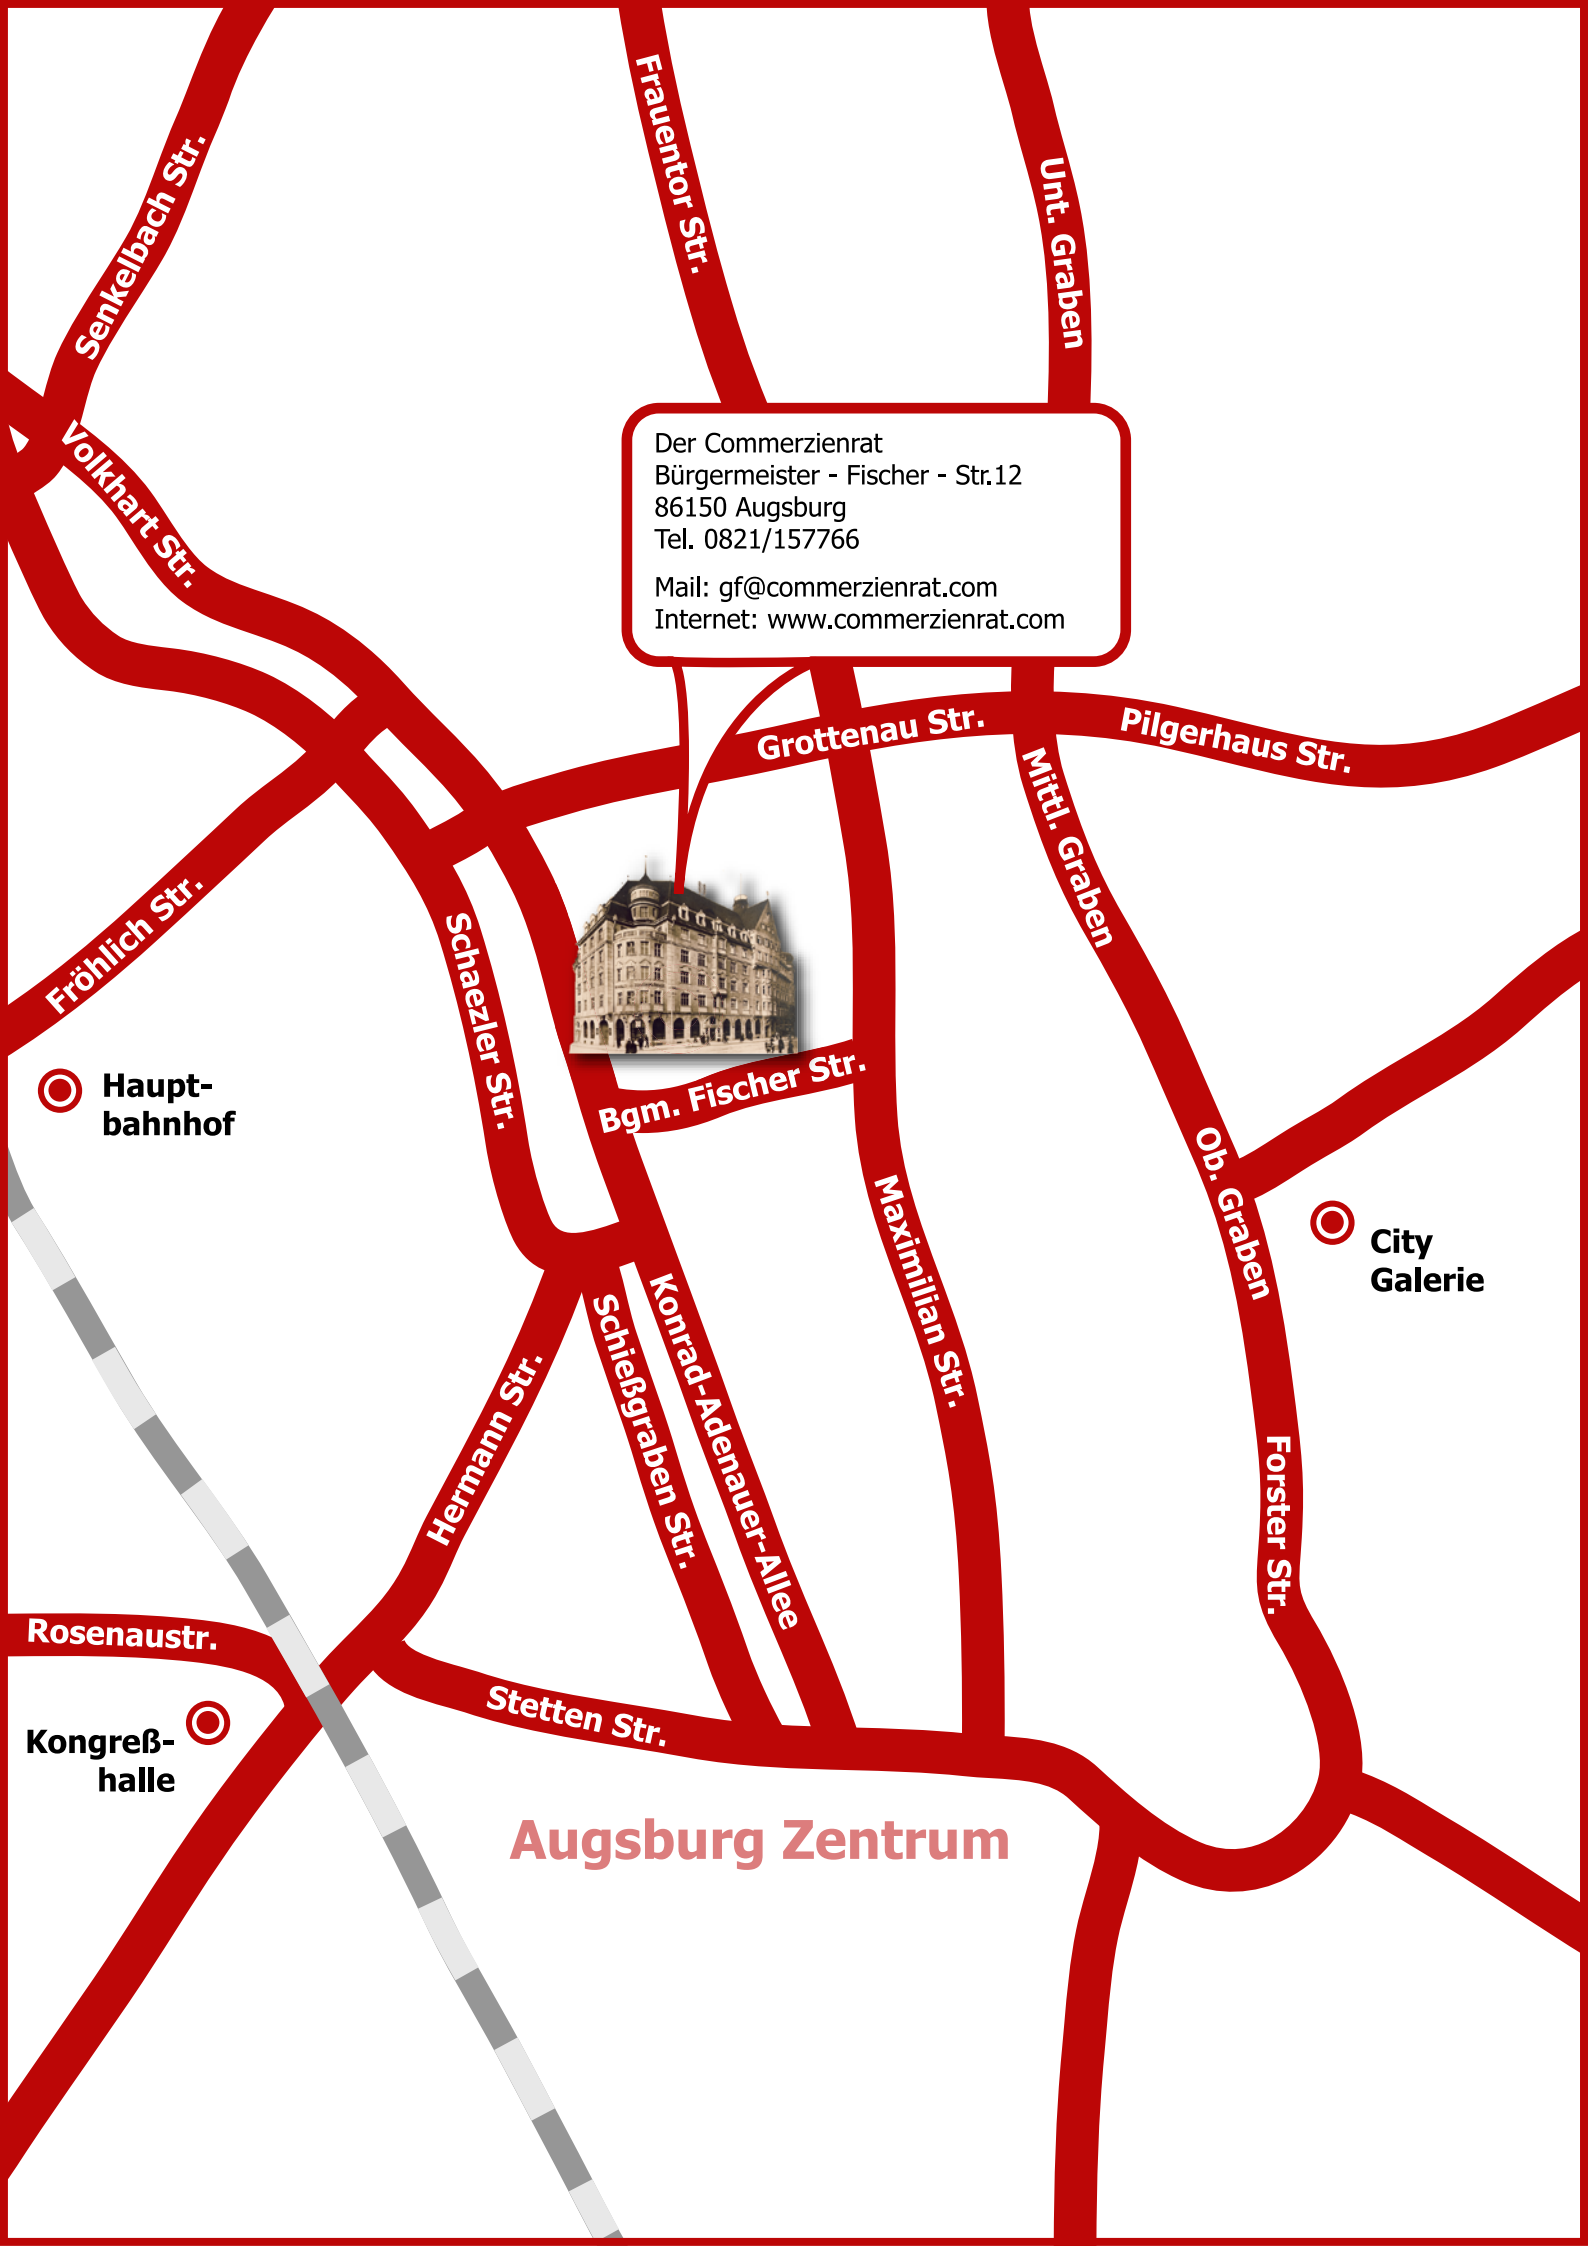 Frauentor Str.
Senkelbach Str.
Unt. Graben
Volkhart Str.
Der Commerzienrat
Bürgermeister - Fischer - Str.12
86150 Augsburg
Tel. 0821/157766
Mail: gf@commerzienrat.com
Internet: www.commerzienrat.com
Grottenau Str.
Pilgerhaus Str.
Mittl. Graben
Fröhlich Str.
Schaezler Str.
Haupt-
bahnhof
Bgm. Fischer Str.
Ob. Graben
Maximilian Str.
City
Galerie
Konrad-Adenauer-Allee
Schießgraben Str.
Hermann Str.
Forster Str.
Rosenaustr.
Stetten Str.
Kongreß-
halle
Augsburg Zentrum